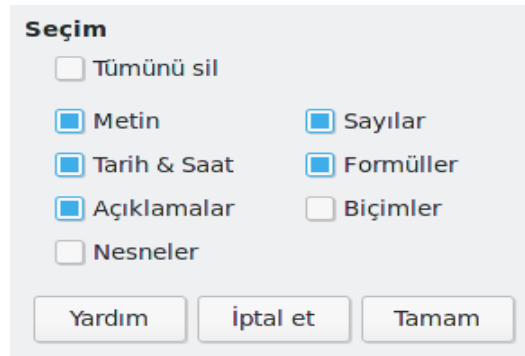 Seçim
Tümünü sil
Metin Sayılar
Tarih & Saat Formüller
Açıklamalar Biçimler
Nesneler
Yardım İptal et Tamam